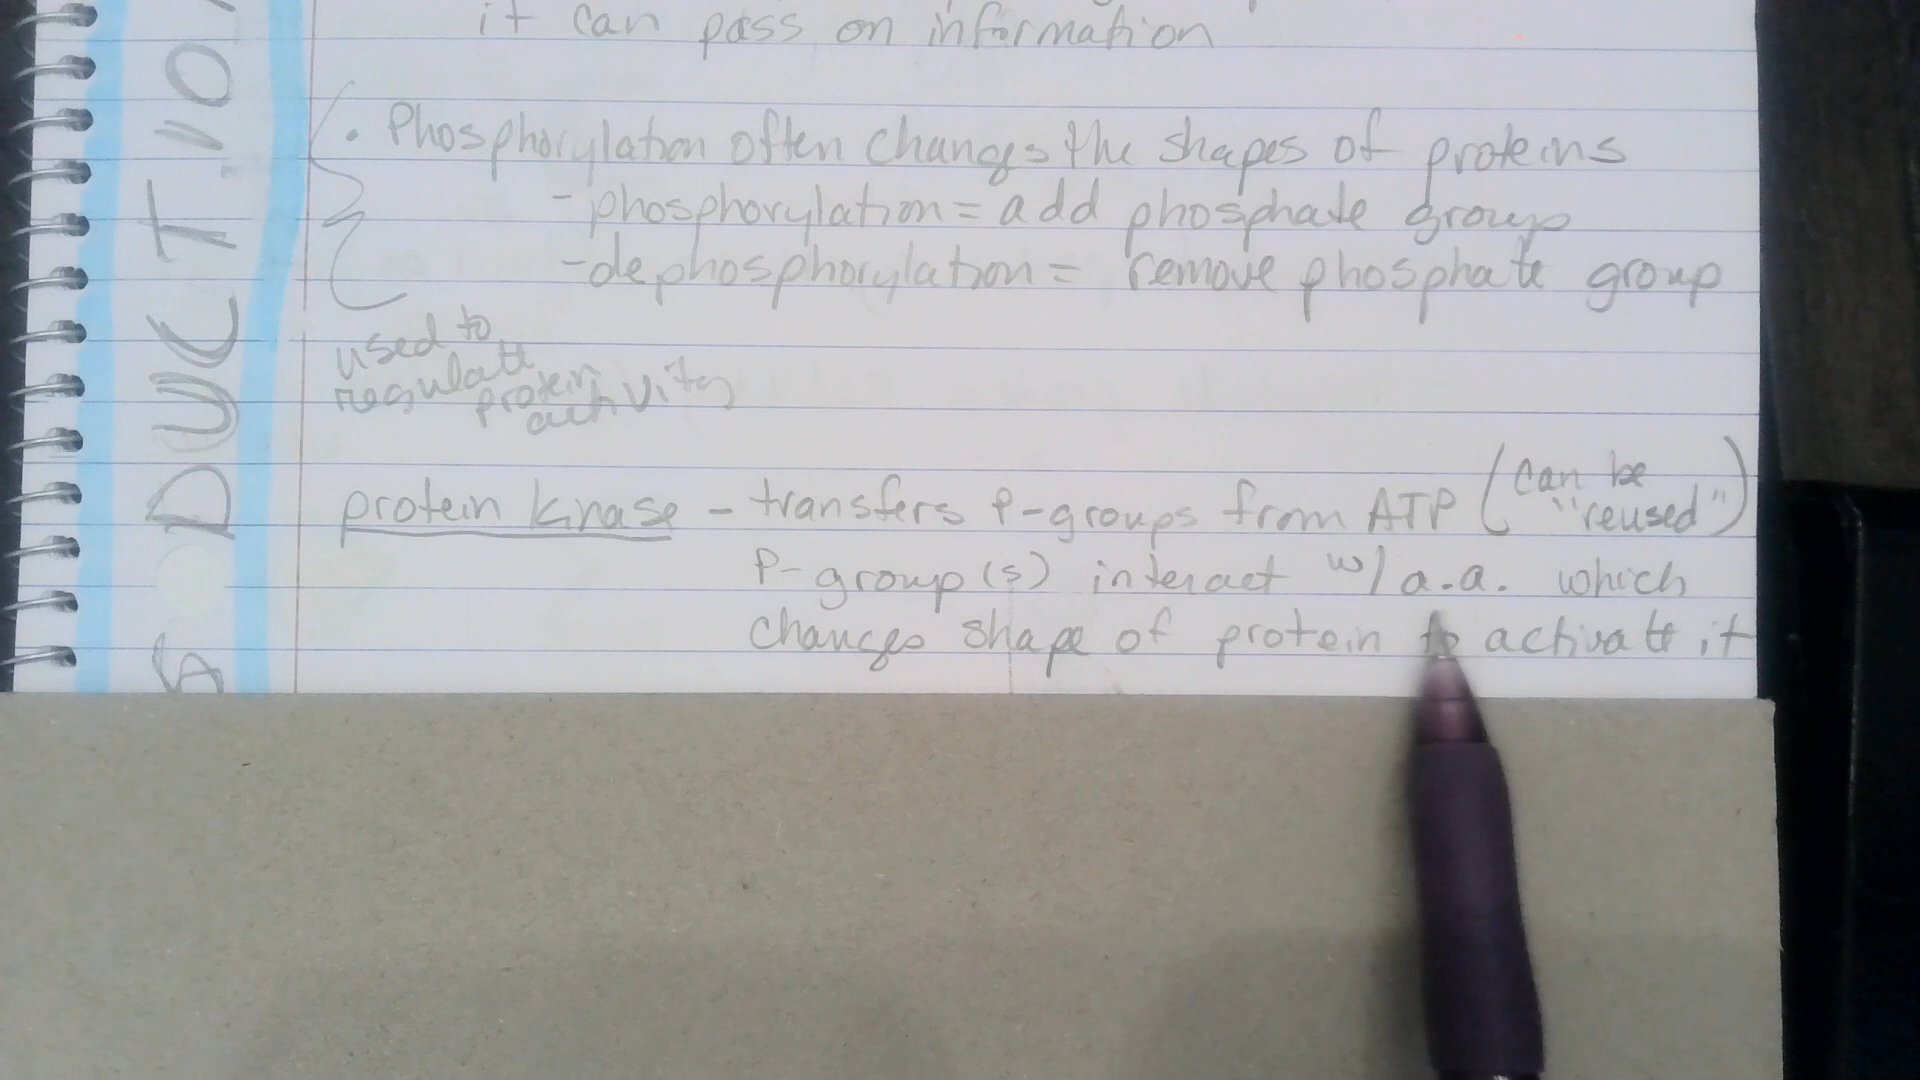 it can pass on information
• Phosphorylation often changes the shapes of proteins
- phosphorylation = add phosphate group
- dephosphorylation = remove phosphate group
used to
regulate
protein
activity
protein kinase - transfers P-groups from ATP (can be "reused")
P-group(s) interact w/ a.a. which
changes shape of protein to activate it
DUCTIO